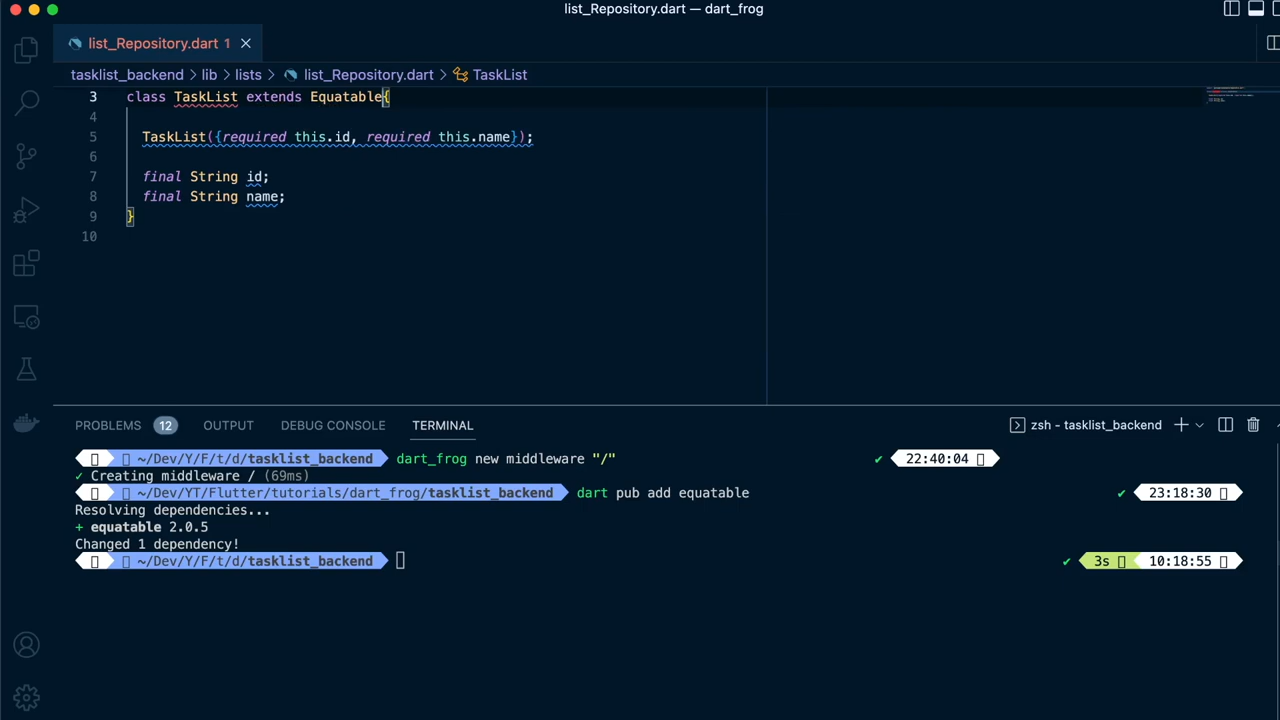 list_Repository.dart — dart_frog
list_Repository.dart 1
tasklist_backend > lib > lists > list_Repository.dart > TaskList
3 class TaskList extends Equatable{
4
5 TaskList({required this.id, required this.name});
6
7 final String id;
8 final String name;
9 }
10
PROBLEMS 12 OUTPUT DEBUG CONSOLE TERMINAL zsh - tasklist_backend
~/Dev/Y/F/t/d/tasklist_backend dart_frog new middleware "/" ✔ 22:40:04
✓ Creating middleware / (69ms)
~/Dev/YT/Flutter/tutorials/dart_frog/tasklist_backend dart pub add equatable ✔ 23:18:30
Resolving dependencies...
+ equatable 2.0.5
Changed 1 dependency!
~/Dev/Y/F/t/d/tasklist_backend ✔ 3s 10:18:55